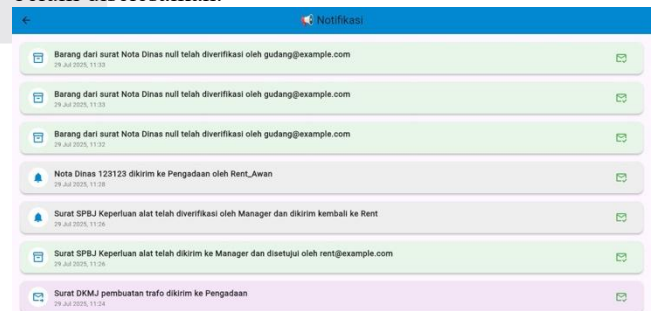 Notifikasi
Barang dari surat Nota Dinas null telah diverifikasi oleh gudang@example.com
29 Jul 2025, 11:33
Barang dari surat Nota Dinas null telah diverifikasi oleh gudang@example.com
29 Jul 2025, 11:33
Barang dari surat Nota Dinas null telah diverifikasi oleh gudang@example.com
29 Jul 2025, 11:32
Nota Dinas 123123 dikirim ke Pengadaan oleh Rent_Awan
29 Jul 2025, 11:28
Surat SPBJ Keperluan alat telah diverifikasi oleh Manager dan dikirim kembali ke Rent
29 Jul 2025, 11:26
Surat SPBJ Keperluan alat telah dikirim ke Manager dan disetujui oleh rent@example.com
29 Jul 2025, 11:26
Surat DKMJ pembuatan trafo dikirim ke Pengadaan
29 Jul 2025, 11:24